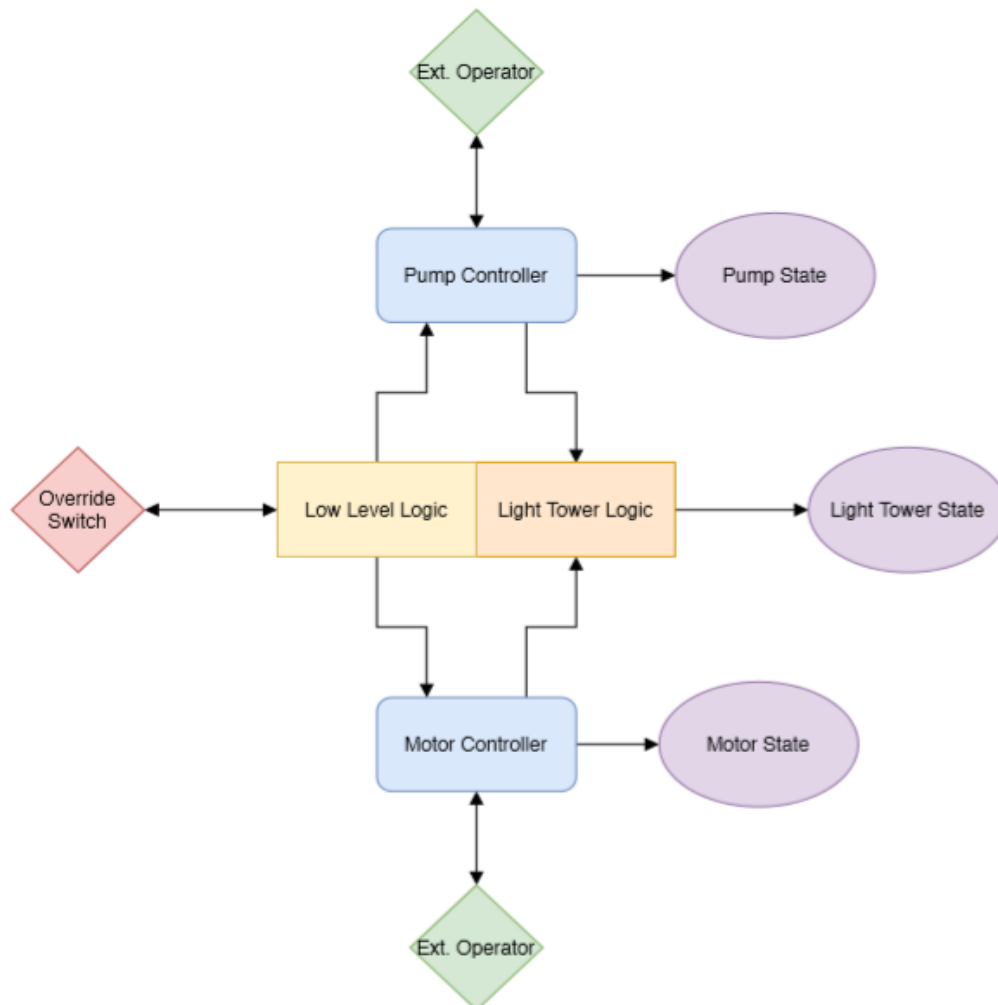 Ext. Operator
Pump Controller
Pump State
Override
Switch
Low Level Logic
Light Tower Logic
Light Tower State
Motor Controller
Motor State
Ext. Operator